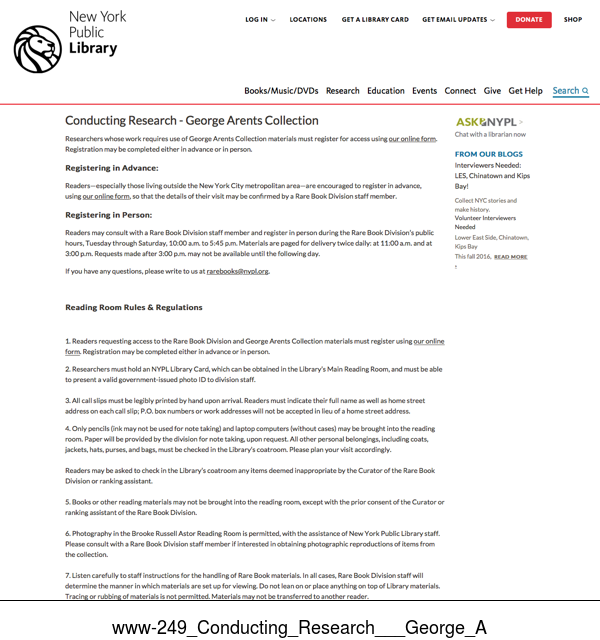 New York
Public
Library
LOG IN
LOCATIONS
GET A LIBRARY CARD
GET EMAIL UPDATES
DONATE
SHOP
Books/Music/DVDs Research Education Events Connect Give Get Help Search
Conducting Research - George Arents Collection
Researchers whose work requires use of George Arents Collection materials must register for access using our online form.
Registration may be completed either in advance or in person.
Registering in Advance:
Readers—especially those living outside the New York City metropolitan area—are encouraged to register in advance,
using our online form, so that the details of their visit may be confirmed by a Rare Book Division staff member.
Registering in Person:
Readers may consult with a Rare Book Division staff member and register in person during the Rare Book Division's public
hours, Tuesday through Saturday, 10:00 a.m. to 5:45 p.m. Materials are paged for delivery twice daily: at 11:00 a.m. and at
3:00 p.m. Requests made after 3:00 p.m. may not be available until the following day.
If you have any questions, please write to us at rarebooks@nypl.org.
Reading Room Rules & Regulations
1. Readers requesting access to the Rare Book Division and George Arents Collection materials must register using our online
form. Registration may be completed either in advance or in person.
2. Researchers must hold an NYPL Library Card, which can be obtained in the Library's Main Reading Room, and must be able
to present a valid government-issued photo ID to division staff.
3. All call slips must be legibly printed by hand upon arrival. Readers must indicate their full name as well as home street
address on each call slip; P.O. box numbers or work addresses will not be accepted in lieu of a home street address.
4. Only pencils (ink may not be used for note taking) and laptop computers (without cases) may be brought into the reading
room. Paper will be provided by the division for note taking, upon request. All other personal belongings, including coats,
jackets, hats, purses, and bags, must be checked in the Library's coatroom. Please plan your visit accordingly.
Readers may be asked to check in the Library's coatroom any items deemed inappropriate by the Curator of the Rare Book
Division or ranking assistant.
5. Books or other reading materials may not be brought into the reading room, except with the prior consent of the Curator or
ranking assistant of the Rare Book Division.
6. Photography in the Brooke Russell Astor Reading Room is permitted, with the assistance of New York Public Library staff.
Please consult with a Rare Book Division staff member if interested in obtaining photographic reproductions of items from
the collection.
7. Listen carefully to staff instructions for the handling of Rare Book materials. In all cases, Rare Book Division staff will
determine the manner in which materials are set up for viewing. Do not lean on or place anything on top of Library materials.
Tracing or rubbing of materials is not permitted. Materials may not be transferred to another reader.
ASK NYPL >
Chat with a librarian now
FROM OUR BLOGS
Interviewers Needed:
LES, Chinatown and Kips
Bay!
Collect NYC stories and
make history.
Volunteer Interviewers
Needed
Lower East Side, Chinatown,
Kips Bay
This fall 2016, READ MORE
www-249_Conducting_Research___George_A